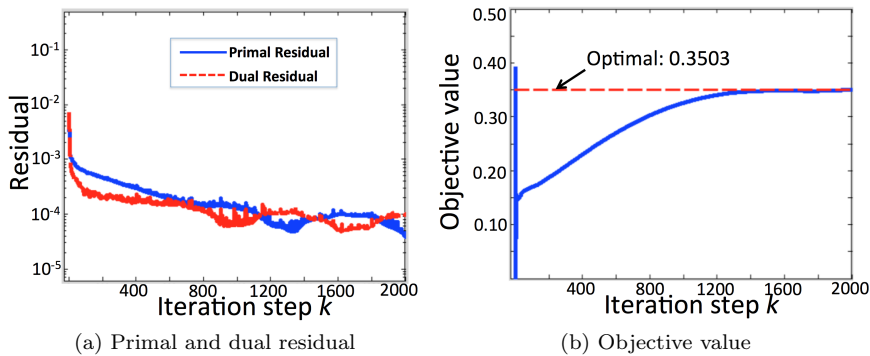 Residual
10^-1
10^-2
10^-3
10^-4
10^-5
Primal Residual
Dual Residual
400 800 1200 1600 2000
Iteration step k
(a) Primal and dual residual
Objective value
0.50
0.40
0.30
0.20
0.10
Optimal: 0.3503
400 800 1200 1600 2000
Iteration step k
(b) Objective value